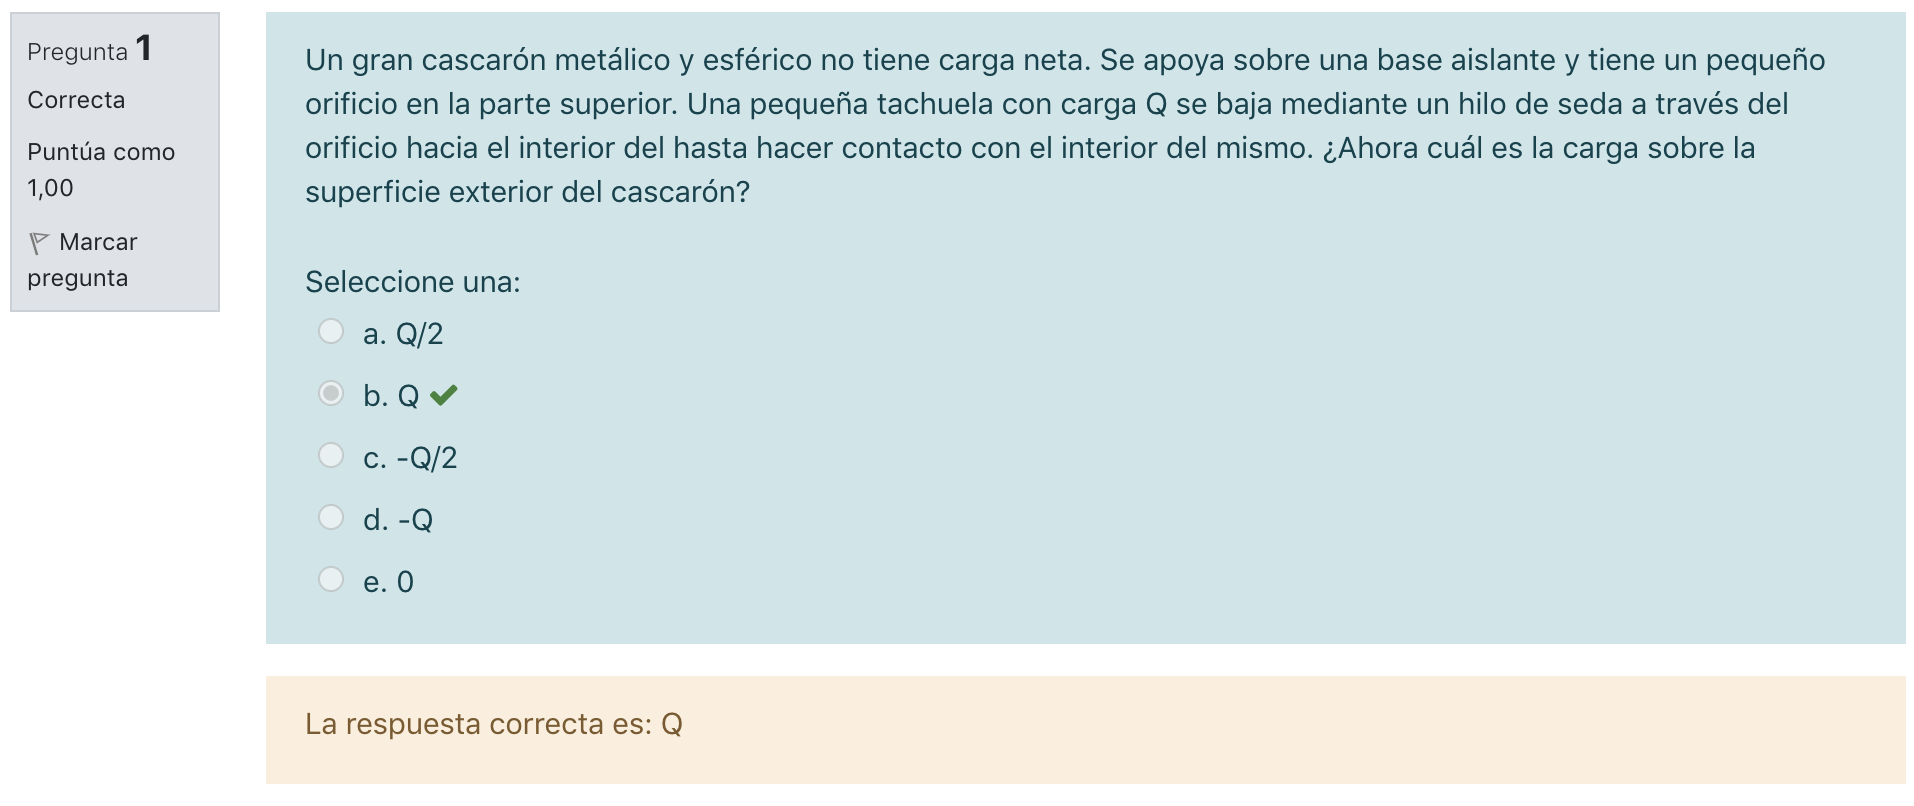 Pregunta 1
Correcta
Puntúa como
1,00
Marcar
pregunta
Un gran cascarón metálico y esférico no tiene carga neta. Se apoya sobre una base aislante y tiene un pequeño
orificio en la parte superior. Una pequeña tachuela con carga Q se baja mediante un hilo de seda a través del
orificio hacia el interior del hasta hacer contacto con el interior del mismo. ¿Ahora cuál es la carga sobre la
superficie exterior del cascarón?
Seleccione una:
a. Q/2
b. Q
c. -Q/2
d. -Q
e. 0
La respuesta correcta es: Q